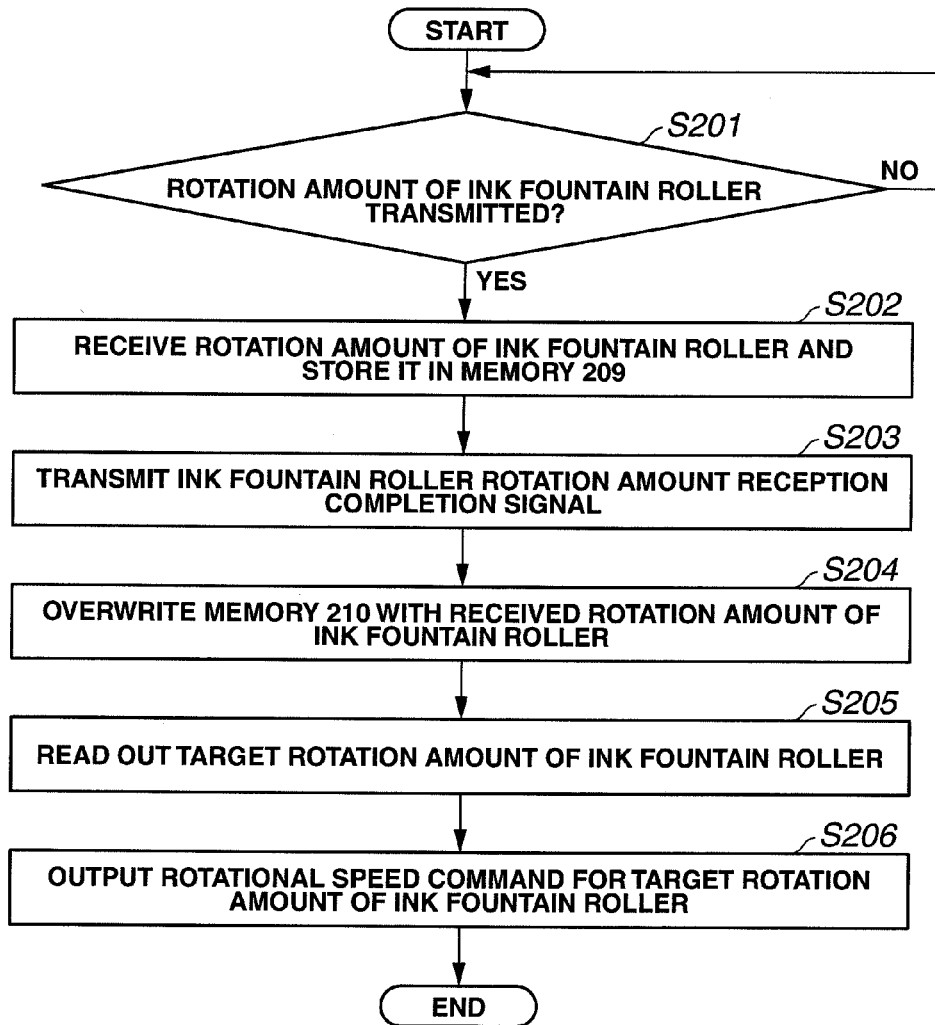 START
S201
ROTATION AMOUNT OF INK FOUNTAIN ROLLER
TRANSMITTED?
NO
YES
S202
RECEIVE ROTATION AMOUNT OF INK FOUNTAIN ROLLER AND
STORE IT IN MEMORY 209
S203
TRANSMIT INK FOUNTAIN ROLLER ROTATION AMOUNT RECEPTION
COMPLETION SIGNAL
S204
OVERWRITE MEMORY 210 WITH RECEIVED ROTATION AMOUNT OF
INK FOUNTAIN ROLLER
S205
READ OUT TARGET ROTATION AMOUNT OF INK FOUNTAIN ROLLER
S206
OUTPUT ROTATIONAL SPEED COMMAND FOR TARGET ROTATION
AMOUNT OF INK FOUNTAIN ROLLER
END